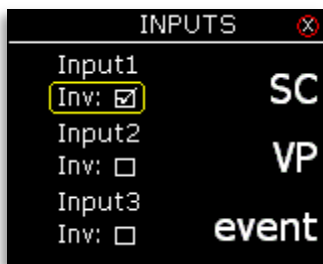 INPUTS X
Input1
Inv: ☑ SC
Input2
Inv: ☐ VP
Input3
Inv: ☐ event